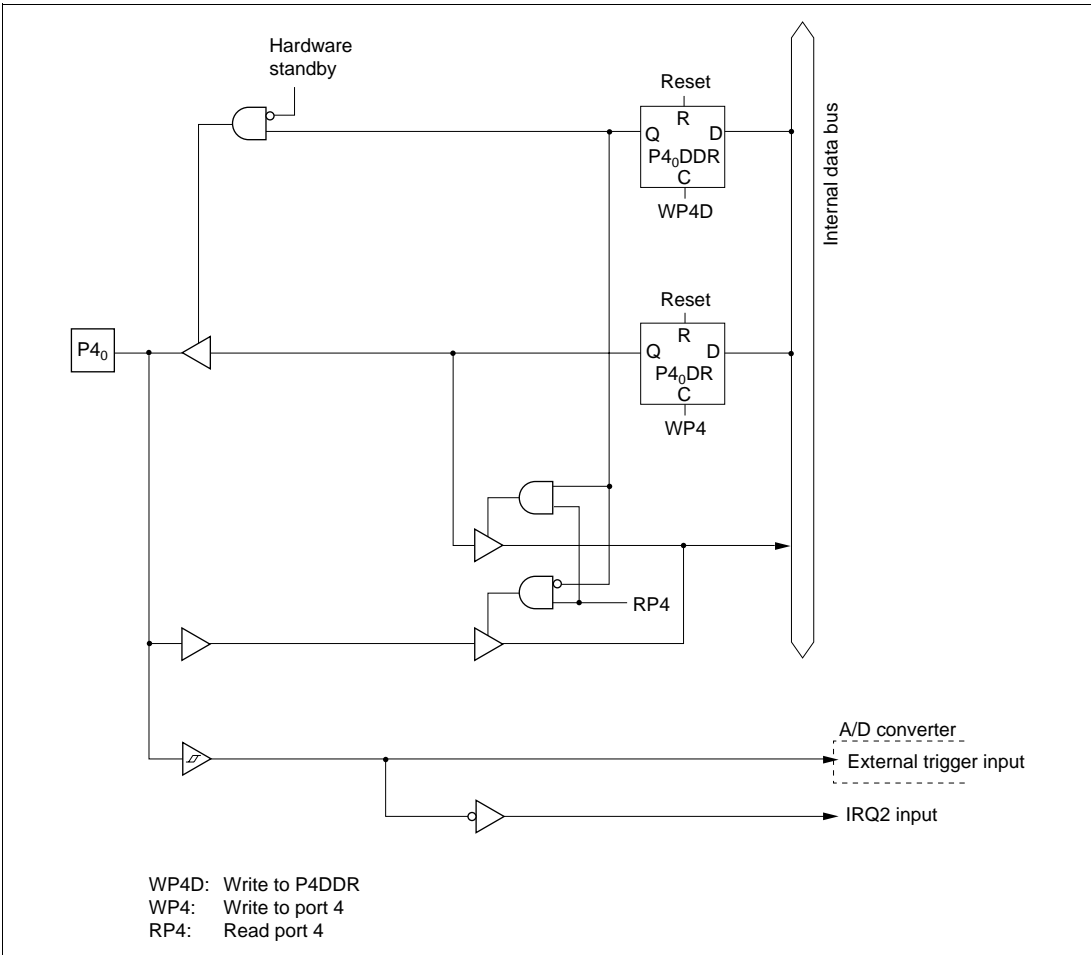 Hardware
standby
Reset
R
Q D
P4₀DDR
C
WP4D
Internal data bus
Reset
R
Q D
P4₀DR
C
WP4
P4₀
RP4
A/D converter
External trigger input
IRQ2 input
WP4D: Write to P4DDR
WP4: Write to port 4
RP4: Read port 4